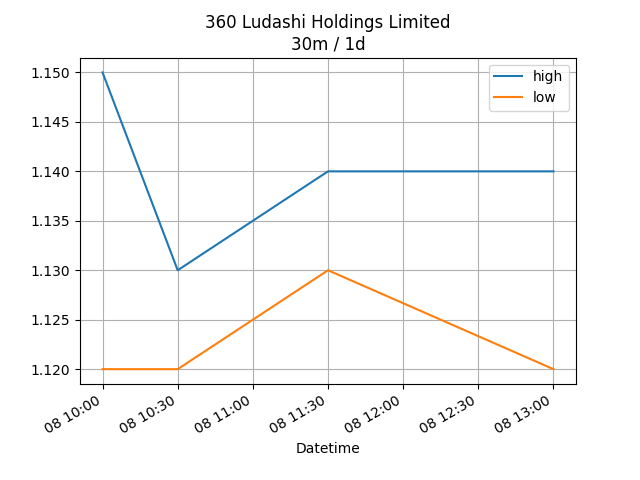 360 Ludashi Holdings Limited
30m / 1d
high
low
1.150
1.145
1.140
1.135
1.130
1.125
1.120
08 10:00
08 10:30
08 11:00
08 11:30
08 12:00
08 12:30
08 13:00
Datetime